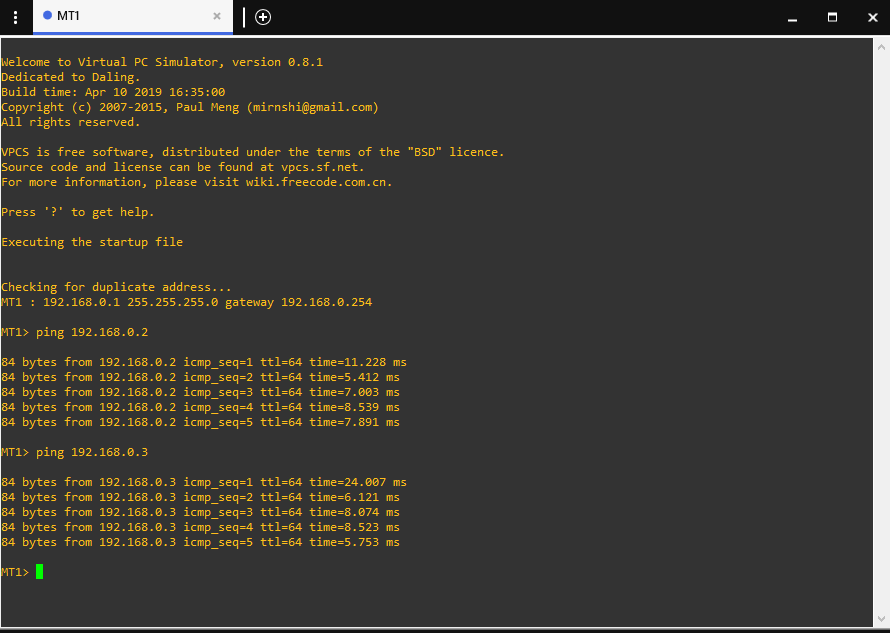 MT1
Welcome to Virtual PC Simulator, version 0.8.1
Dedicated to Daling.
Build time: Apr 10 2019 16:35:00
Copyright (c) 2007-2015, Paul Meng (mirnshi@gmail.com)
All rights reserved.
VPCS is free software, distributed under the terms of the "BSD" licence.
Source code and license can be found at vpcs.sf.net.
For more information, please visit wiki.freecode.com.cn.
Press '?' to get help.
Executing the startup file
Checking for duplicate address...
MT1 : 192.168.0.1 255.255.255.0 gateway 192.168.0.254
MT1> ping 192.168.0.2
84 bytes from 192.168.0.2 icmp_seq=1 ttl=64 time=11.228 ms
84 bytes from 192.168.0.2 icmp_seq=2 ttl=64 time=5.412 ms
84 bytes from 192.168.0.2 icmp_seq=3 ttl=64 time=7.003 ms
84 bytes from 192.168.0.2 icmp_seq=4 ttl=64 time=8.539 ms
84 bytes from 192.168.0.2 icmp_seq=5 ttl=64 time=7.891 ms
MT1> ping 192.168.0.3
84 bytes from 192.168.0.3 icmp_seq=1 ttl=64 time=24.007 ms
84 bytes from 192.168.0.3 icmp_seq=2 ttl=64 time=6.121 ms
84 bytes from 192.168.0.3 icmp_seq=3 ttl=64 time=8.074 ms
84 bytes from 192.168.0.3 icmp_seq=4 ttl=64 time=8.523 ms
84 bytes from 192.168.0.3 icmp_seq=5 ttl=64 time=5.753 ms
MT1>